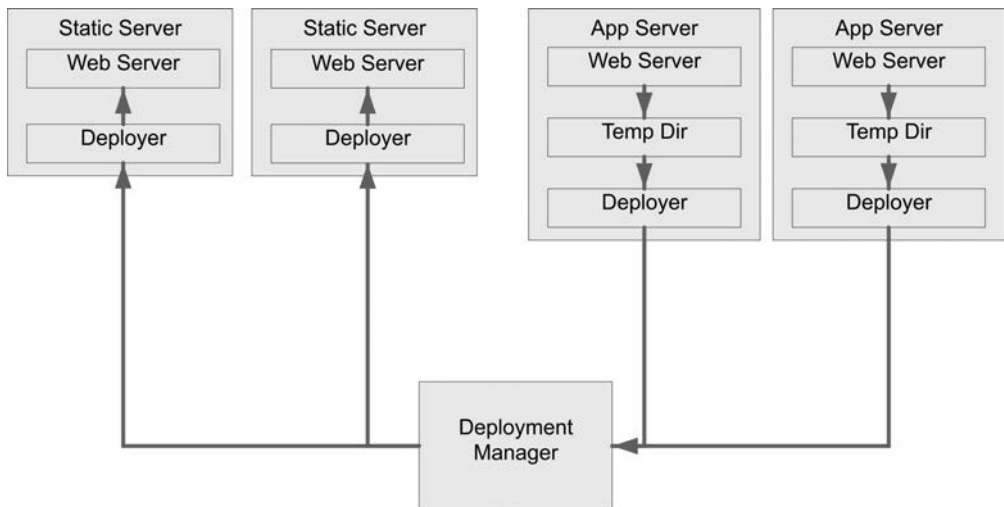 Static Server
Web Server
Deployer
Static Server
Web Server
Deployer
App Server
Web Server
Temp Dir
Deployer
App Server
Web Server
Temp Dir
Deployer
Deployment
Manager